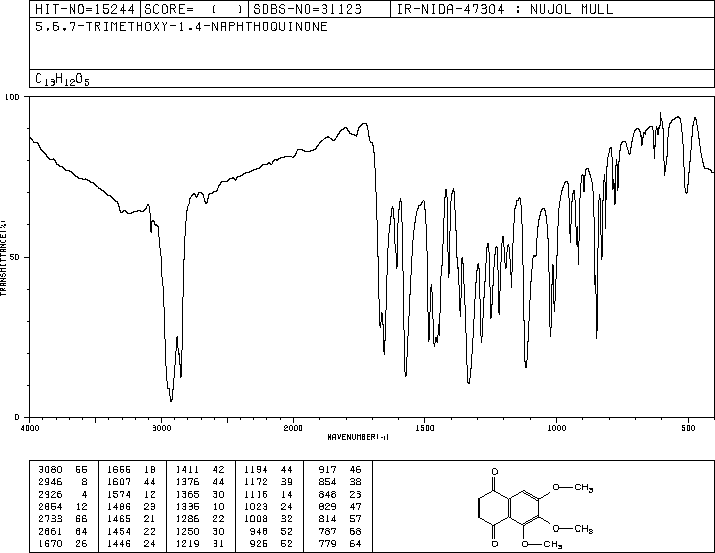 HIT-NO=15244 SCORE= ( ) SDBS-NO=31123 IR-NIDA-47304 : NUJOL MULL
5.6.7-TRIMETHOXY-1.4-NAPHTHOQUINONE
C13H12O5
100
50
0
TRANSMITTANCE(%)
4000 3000 2000 1500 1000 500
WAVENUMBER(-1)
3080 56 1656 18 1411 42 1194 44 917 46
2946 8 1607 44 1376 44 1172 39 854 38
2926 4 1574 12 1365 30 1116 14 848 23
2854 12 1486 23 1335 10 1023 24 829 47
2733 66 1465 21 1286 22 1008 32 814 57
2661 64 1454 22 1250 30 948 52 787 58
1670 26 1446 24 1219 31 925 52 779 64
O
O—CH3
O—CH3
O O—CH3